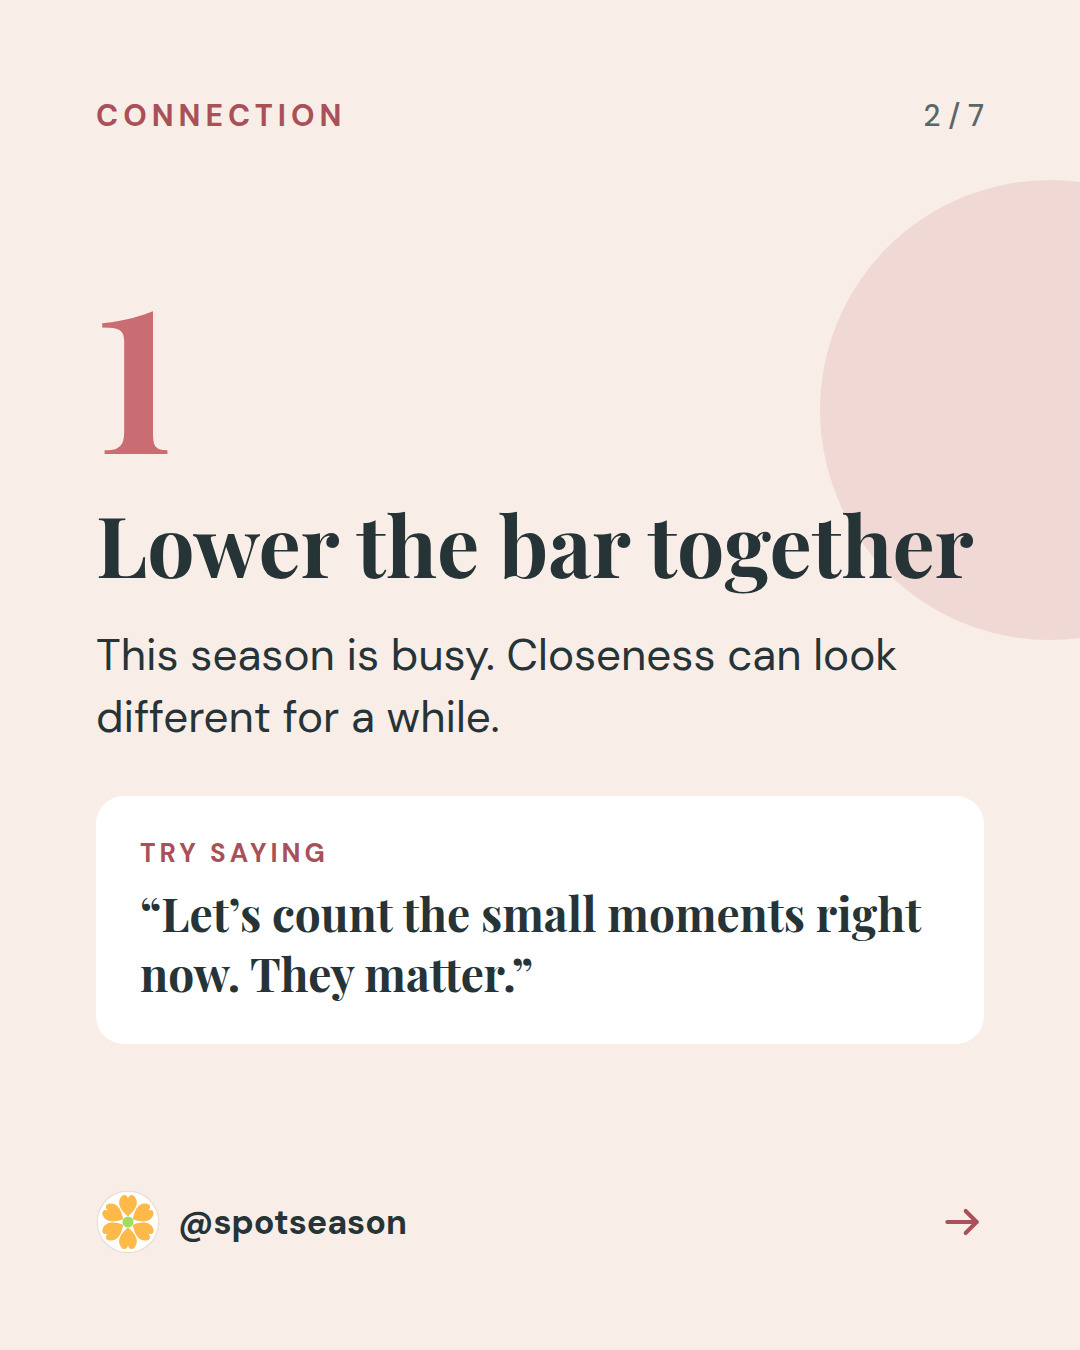 CONNECTION
2 / 7
1
Lower the bar together
This season is busy. Closeness can look
different for a while.
TRY SAYING
“Let’s count the small moments right
now. They matter.”
@spotseason